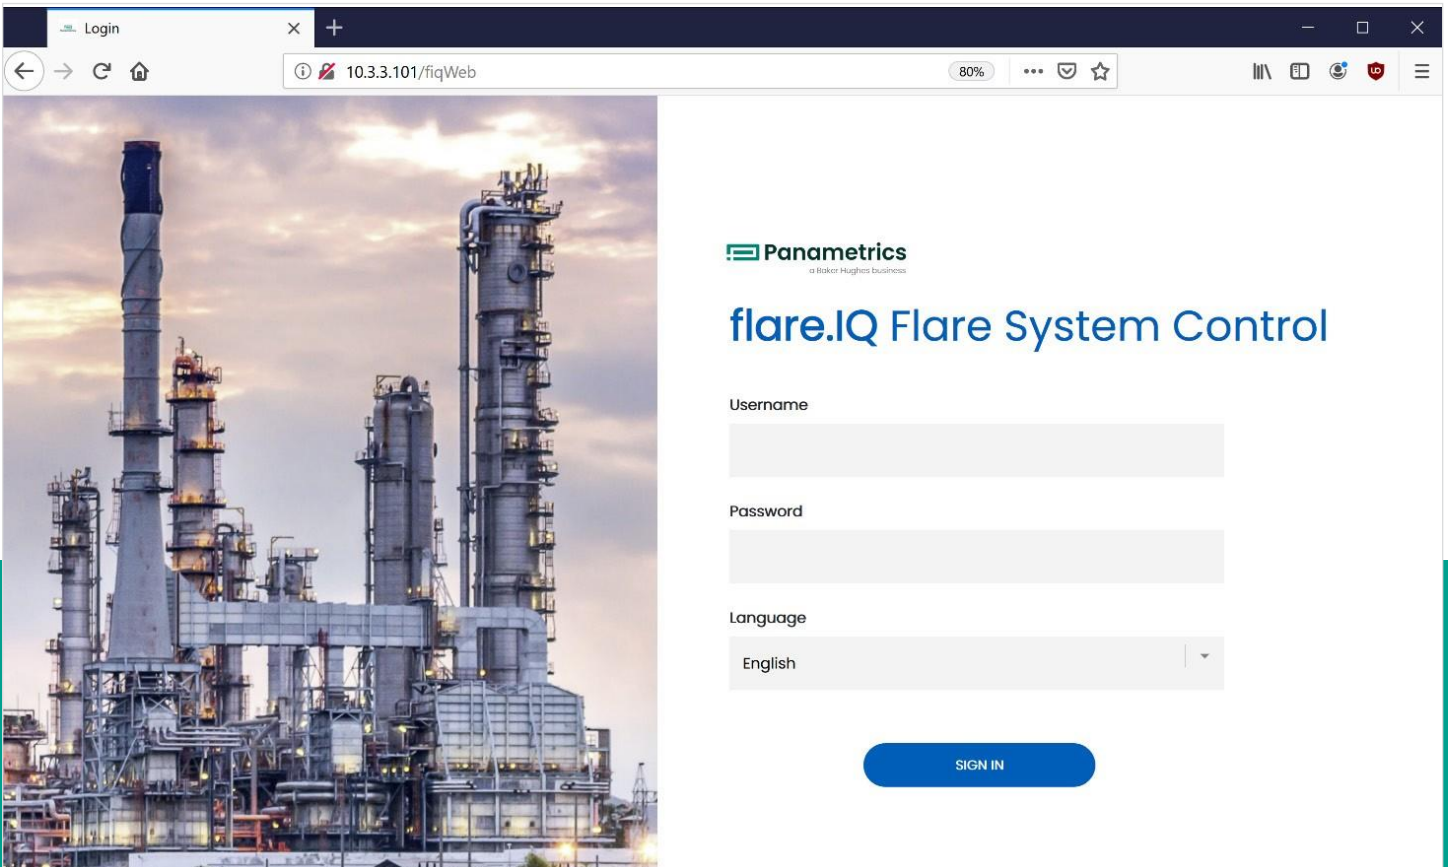 Login
10.3.3.101/fiqWeb
80%
Panametrics
a Baker Hughes business
flare.IQ Flare System Control
Username
Password
Language
English
SIGN IN